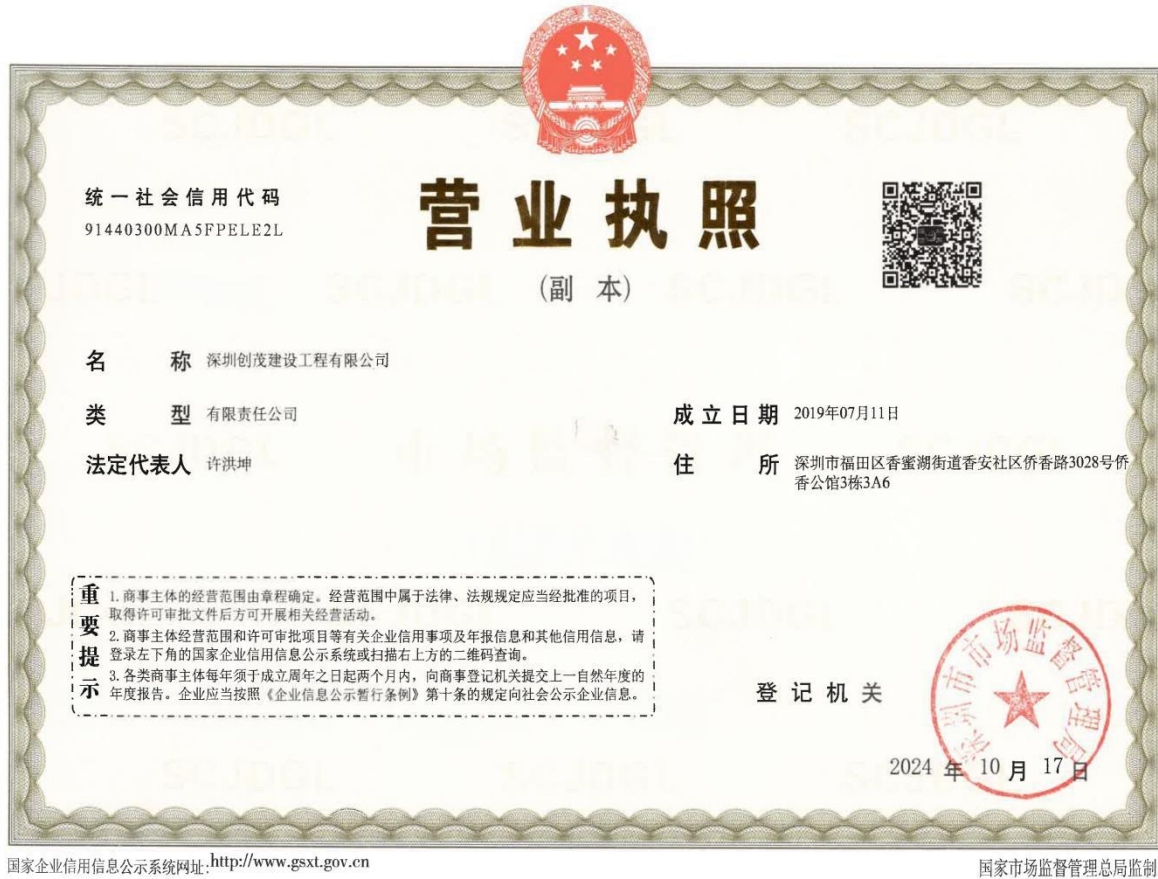 统一社会信用代码
91440300MA5FPELE2L
营业执照
(副 本)
名 称 深圳创茂建设工程有限公司
类 型 有限责任公司
成立日期 2019年07月11日
法定代表人 许洪坤
住 所 深圳市福田区香蜜湖街道香安社区侨香路3028号侨
香公馆3栋3A6
重要提示
1.商事主体的经营范围由章程确定。经营范围中属于法律、法规规定应当经批准的项目,
取得许可审批文件后方可开展相关经营活动。
2.商事主体经营范围和许可审批项目等有关企业信用事项及年报信息和其他信用信息,请
登录左下角的国家企业信用信息公示系统或扫描右上方的二维码查询。
3.各类商事主体每年须于成立周年之日起两个月内,向商事登记机关提交上一自然年度的
年度报告。企业应当按照《企业信息公示暂行条例》第十条的规定向社会公示企业信息。
登记机关
深圳市市场监督管理局
2024 年 10 月 17 日
国家企业信用信息公示系统网址:http://www.gsxt.gov.cn
国家市场监督管理总局监制